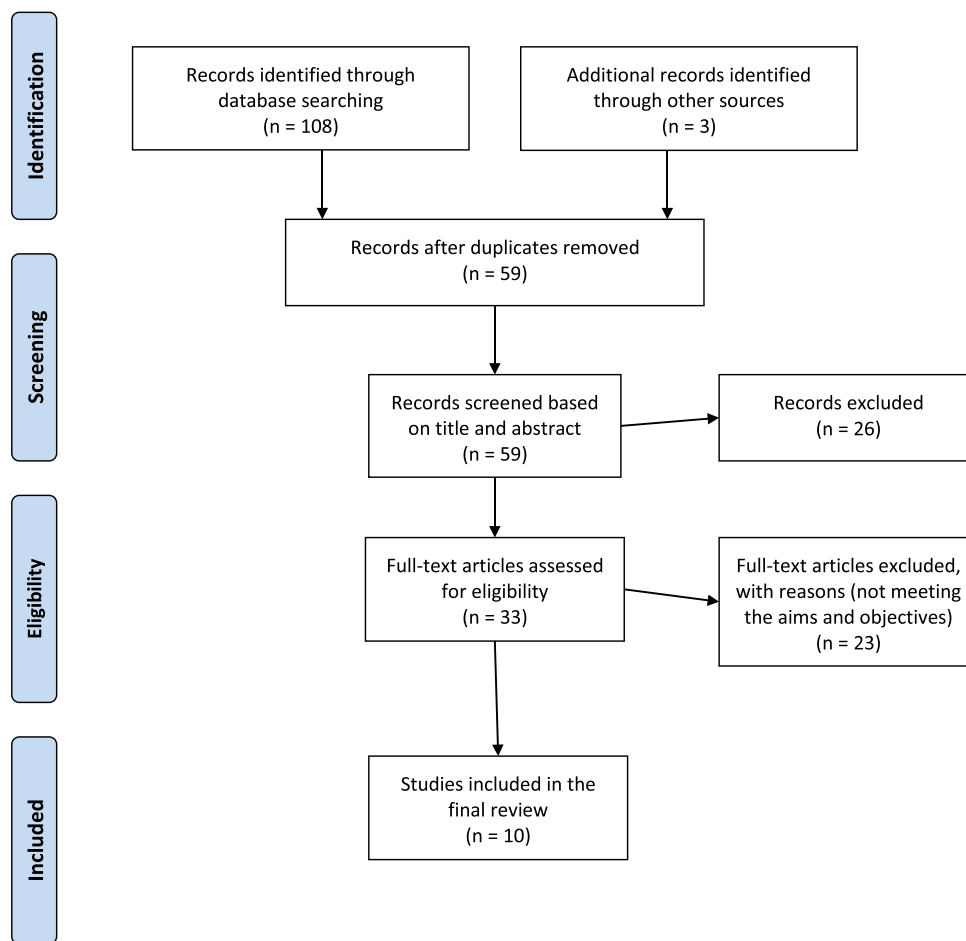 Identification
Records identified through
database searching
(n = 108)
Additional records identified
through other sources
(n = 3)
Records after duplicates removed
(n = 59)
Screening
Records screened based
on title and abstract
(n = 59)
Records excluded
(n = 26)
Eligibility
Full-text articles assessed
for eligibility
(n = 33)
Full-text articles excluded,
with reasons (not meeting
the aims and objectives)
(n = 23)
Included
Studies included in the
final review
(n = 10)